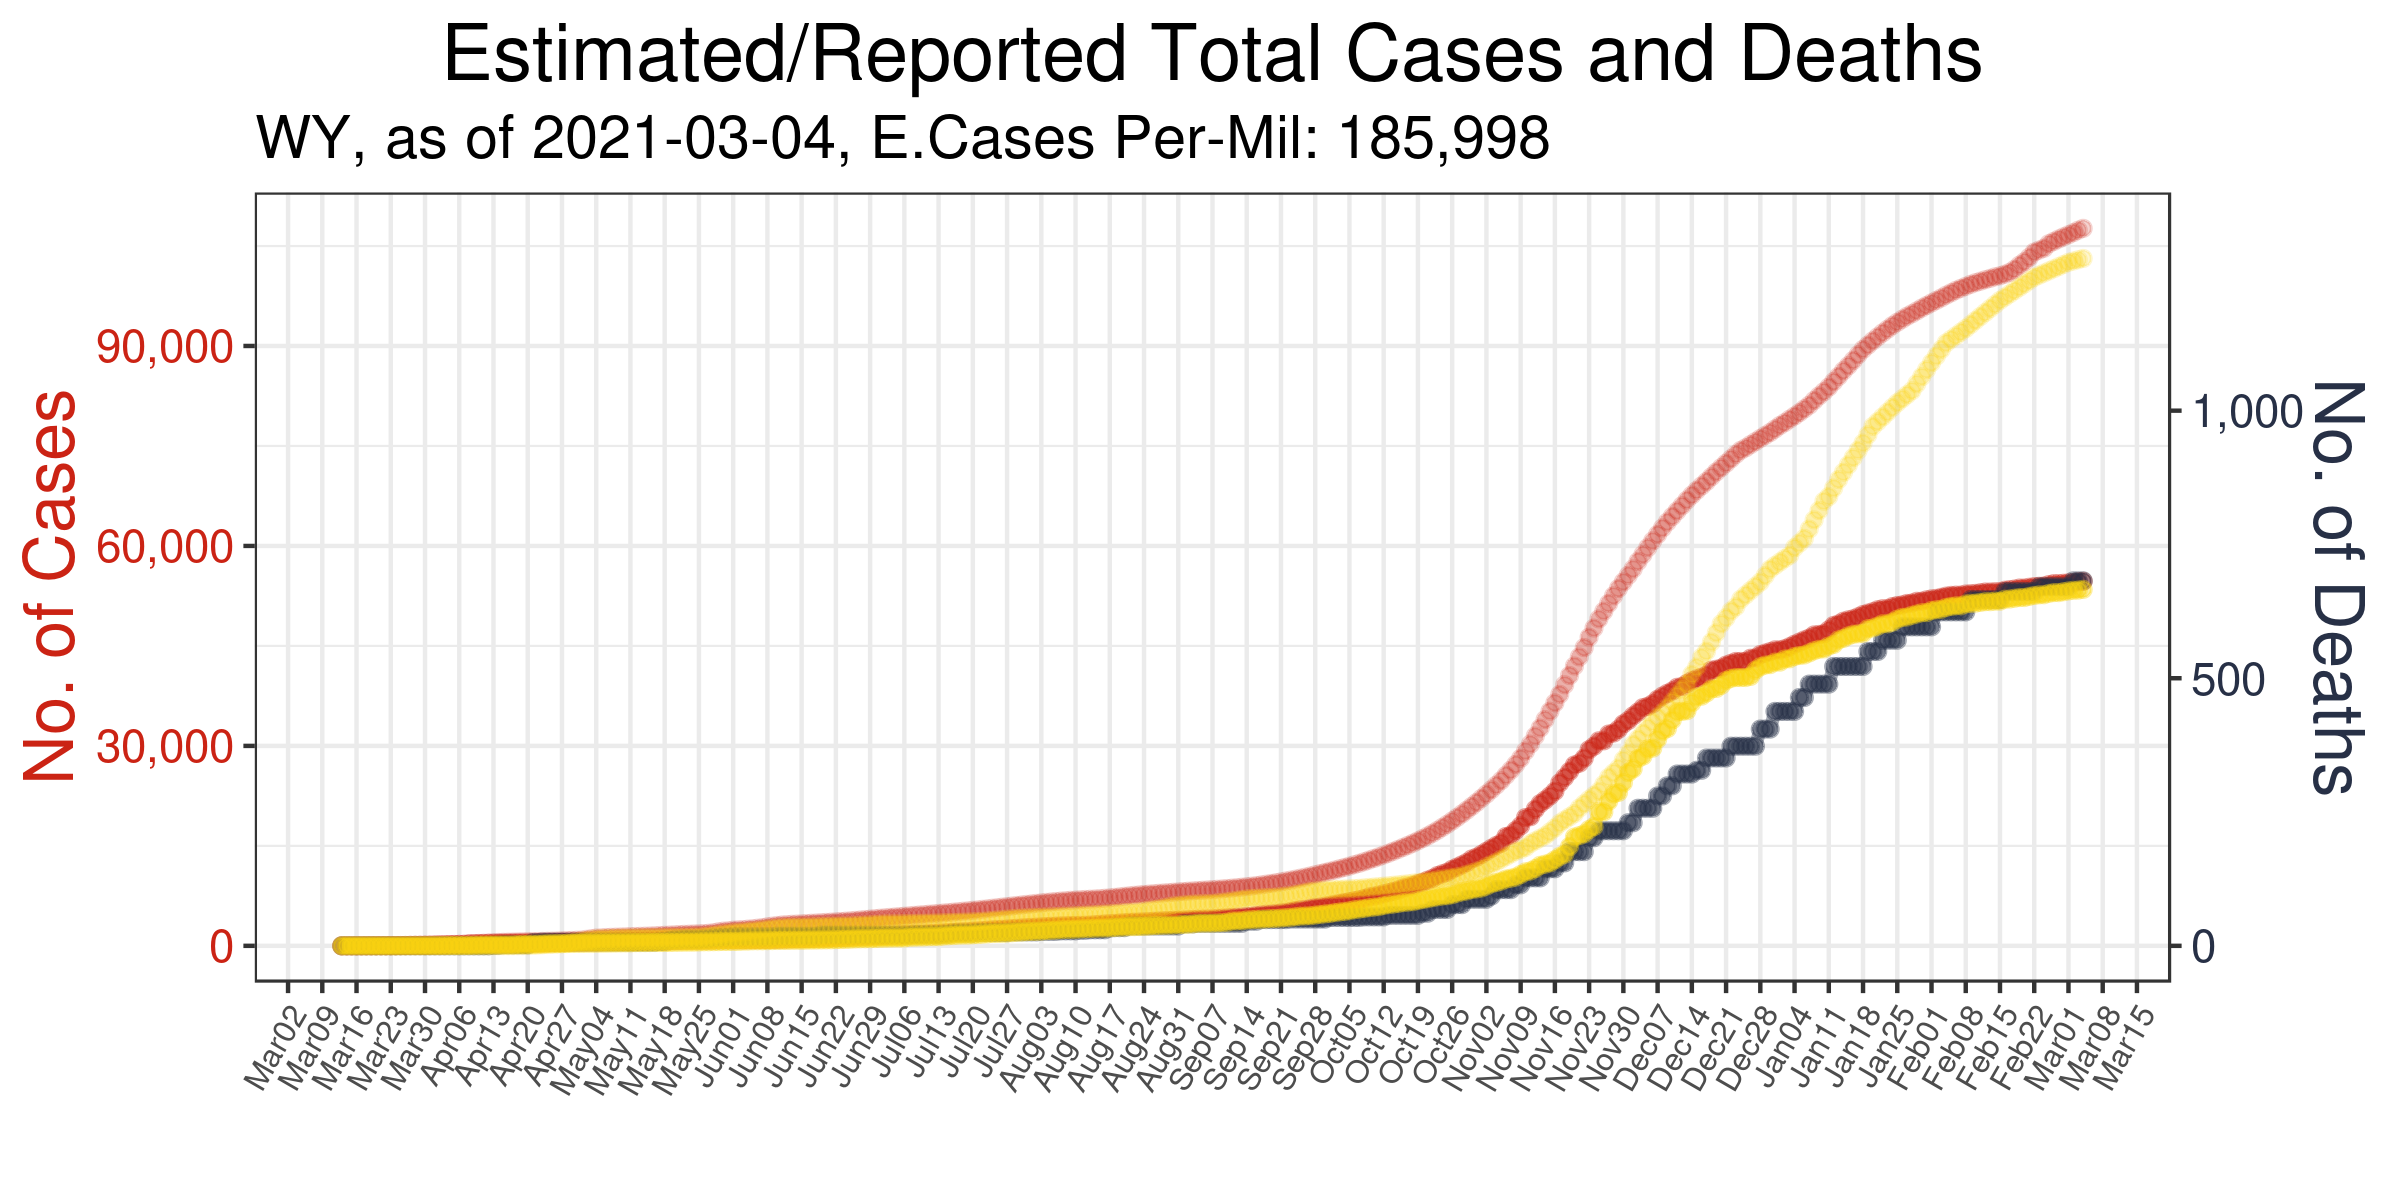 Estimated/Reported Total Cases and Deaths
WY, as of 2021-03-04, E.Cases Per-Mil: 185,998
No. of Cases
90,000
60,000
30,000
0
1,000
500
0
No. of Deaths
Mar02
Mar09
Mar16
Mar23
Mar30
Apr06
Apr13
Apr20
Apr27
May04
May11
May18
May25
Jun01
Jun08
Jun15
Jun22
Jun29
Jul06
Jul13
Jul20
Jul27
Aug03
Aug10
Aug17
Aug24
Aug31
Sep07
Sep14
Sep21
Sep28
Oct05
Oct12
Oct19
Oct26
Nov02
Nov09
Nov16
Nov23
Nov30
Dec07
Dec14
Dec21
Dec28
Jan04
Jan11
Jan18
Jan25
Feb01
Feb08
Feb15
Feb22
Mar01
Mar08
Mar15